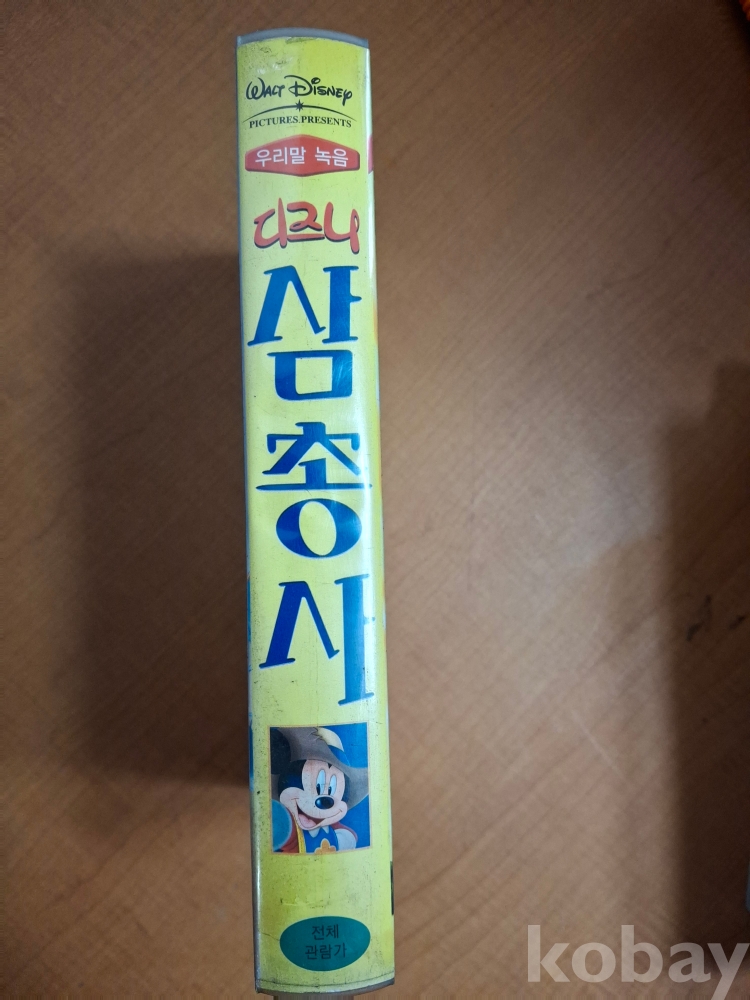 WALT DISNEY
PICTURES PRESENTS
우리말 녹음
디즈니
삼총사
전체
관람가
kobay